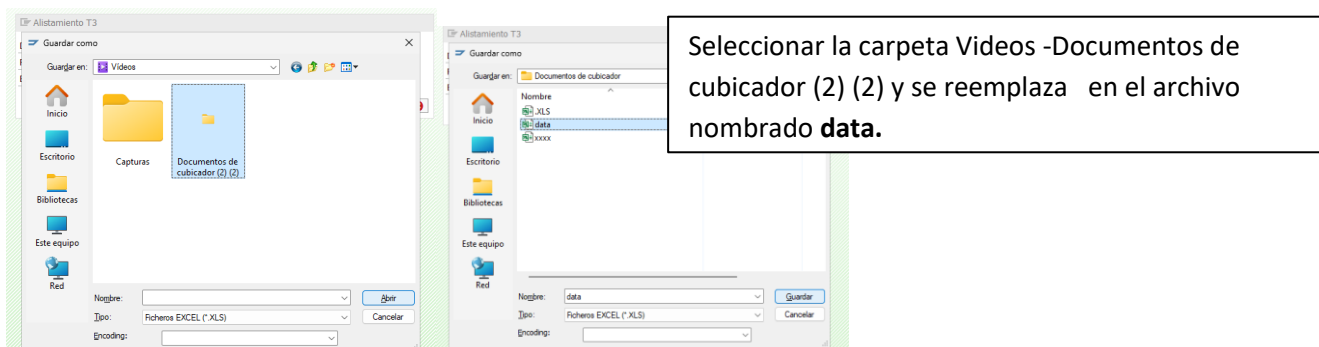 Alistamiento T3
Guardar como
Guardar en:
Vídeos
Inicio
Escritorio
Bibliotecas
Este equipo
Red
Capturas
Documentos de
cubicador (2) (2)
Nombre:
Abrir
Tipo:
Ficheros EXCEL (*.XLS)
Cancelar
Encoding:
Alistamiento T3
Guardar como
Guardar en:
Documentos de cubicador
Inicio
Escritorio
Bibliotecas
Este equipo
Red
Nombre
.XLS
data
xxxx
Nombre:
data
Guardar
Tipo:
Ficheros EXCEL (*.XLS)
Cancelar
Encoding:
Seleccionar la carpeta Videos -Documentos de
cubicador (2) (2) y se reemplaza en el archivo
nombrado data.